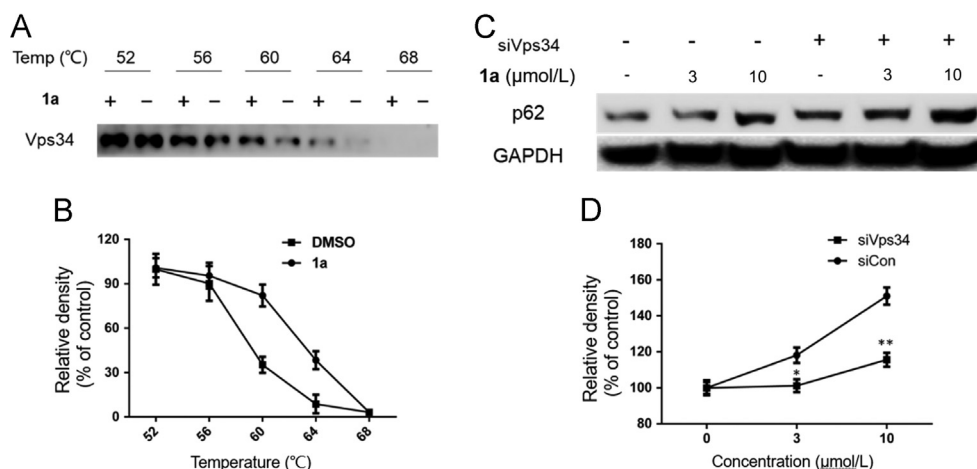 A
Temp (℃) 52 56 60 64 68
1a + − + − + − + − + −
Vps34
B
DMSO
1a
120
90
60
30
0
Relative density
(% of control)
52 56 60 64 68
Temperature (℃)
C
siVps34 - - - + + +
1a (μmol/L) - 3 10 - 3 10
p62
GAPDH
D
siVps34
siCon
180
160
140
120
100
80
Relative density
(% of control)
* **
0 3 10
Concentration (μmol/L)